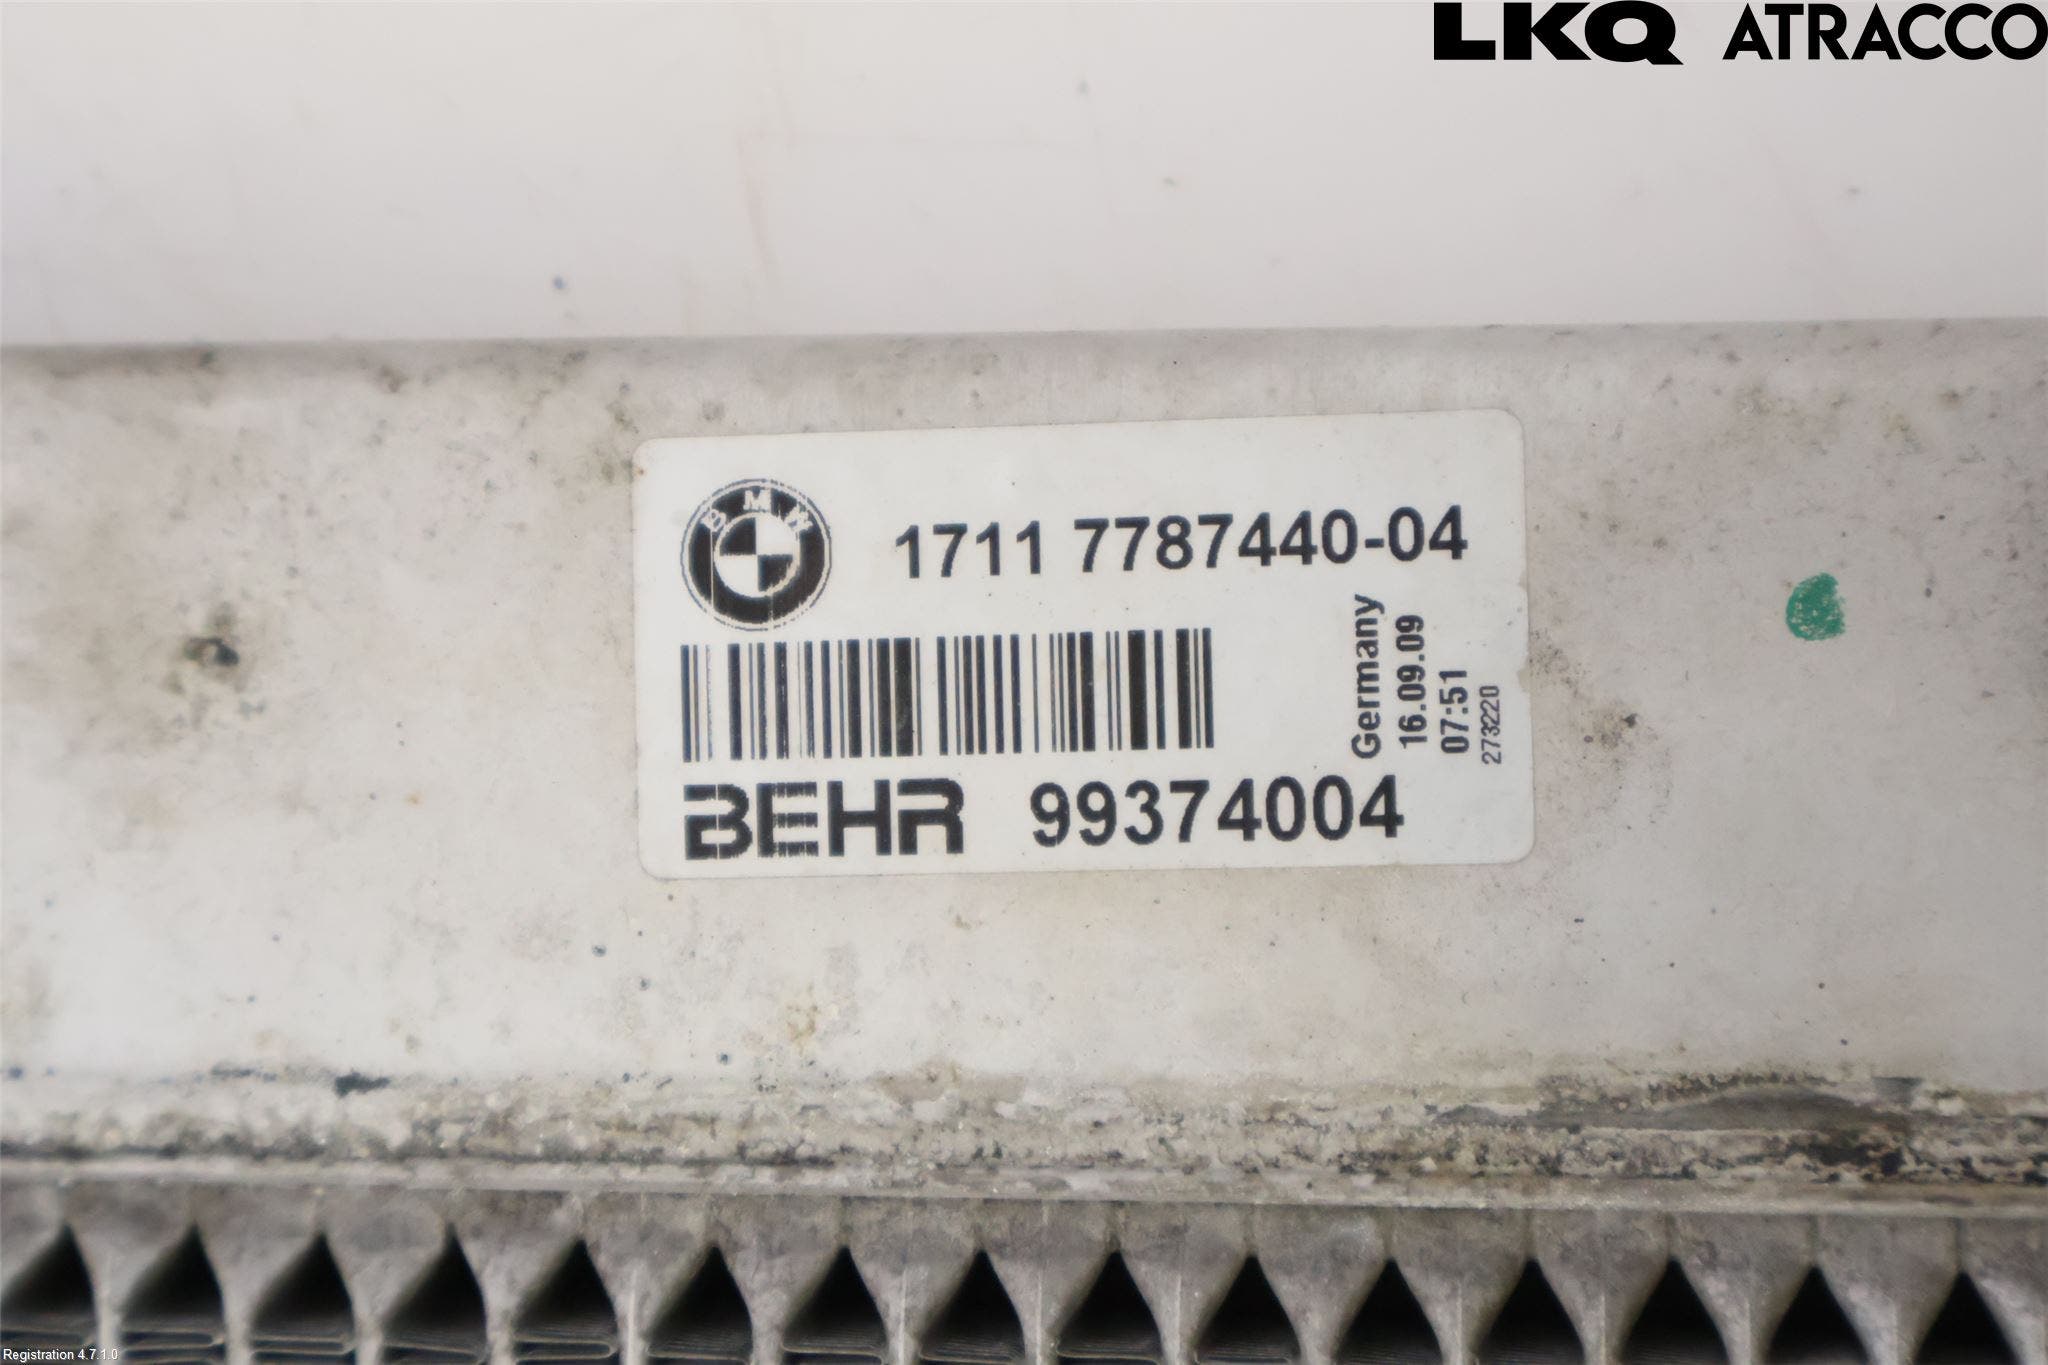 LKQ ATRACCO
BMW
1711 7787440-04
Germany
16.09.09
07:51
273220
BEHR 99374004
Registration 4.7.1.0